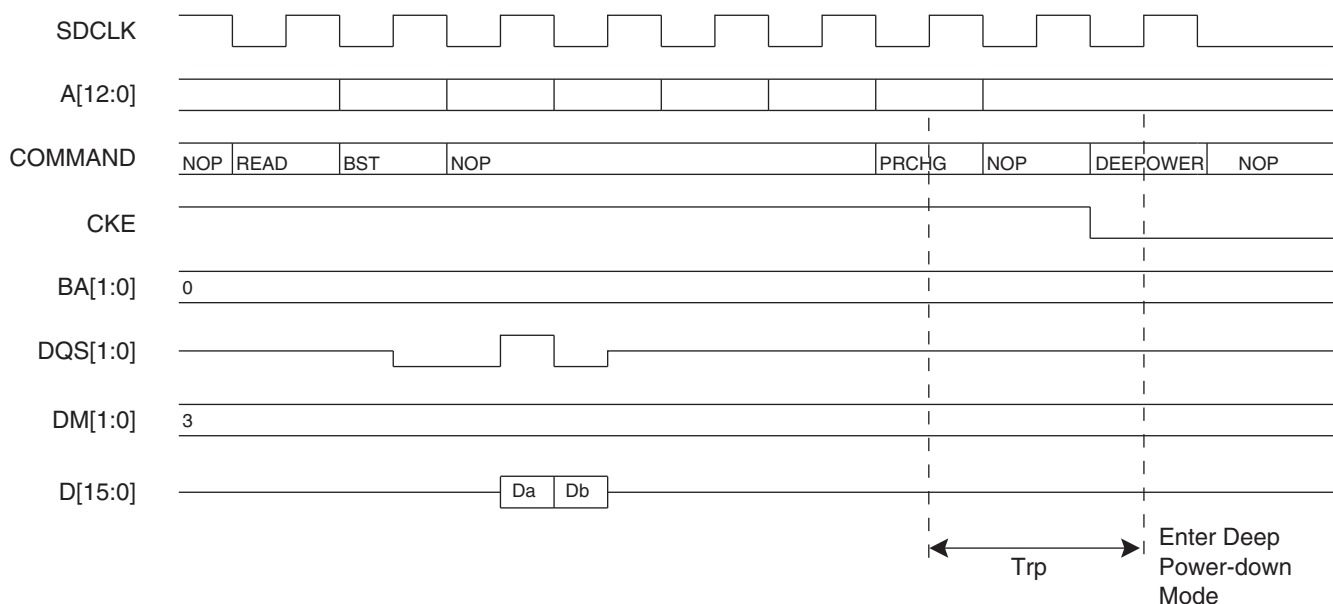 SDCLK
A[12:0]
COMMAND NOP READ BST NOP PRCHG NOP DEEPOWER NOP
CKE
BA[1:0] 0
DQS[1:0]
DM[1:0] 3
D[15:0] Da Db
Trp
Enter Deep
Power-down
Mode